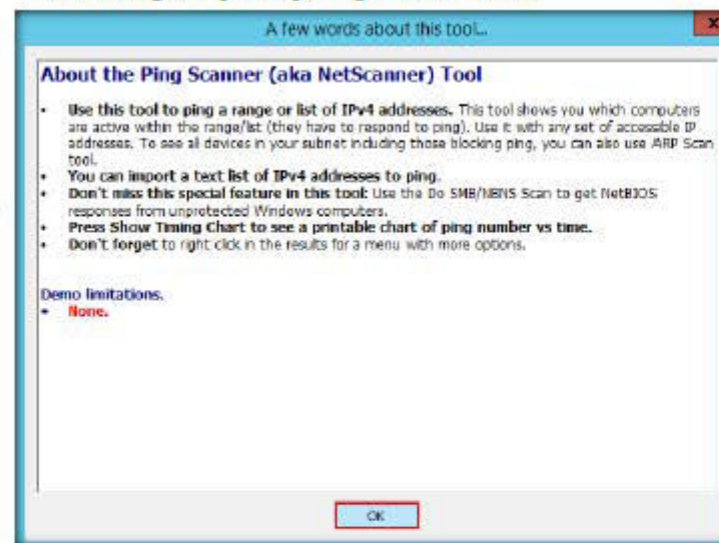 A few words about this tool...
x
About the Ping Scanner (aka NetScanner) Tool
• Use this tool to ping a range or list of IPv4 addresses. This tool shows you which computers
are active within the range/list (they have to respond to ping). Use it with any set of accessible IP
addresses. To see all devices in your subnet including those blocking ping, you can also use ARP Scan
tool.
• You can import a text list of IPv4 addresses to ping.
• Don't miss this special feature in this tool: Use the Do SMB/NBNS Scan to get NetBIOS
responses from unprotected Windows computers.
• Press Show Timing Chart to see a printable chart of ping number vs time.
• Don't forget to right click in the results for a menu with more options.
Demo limitations.
• None.
OK